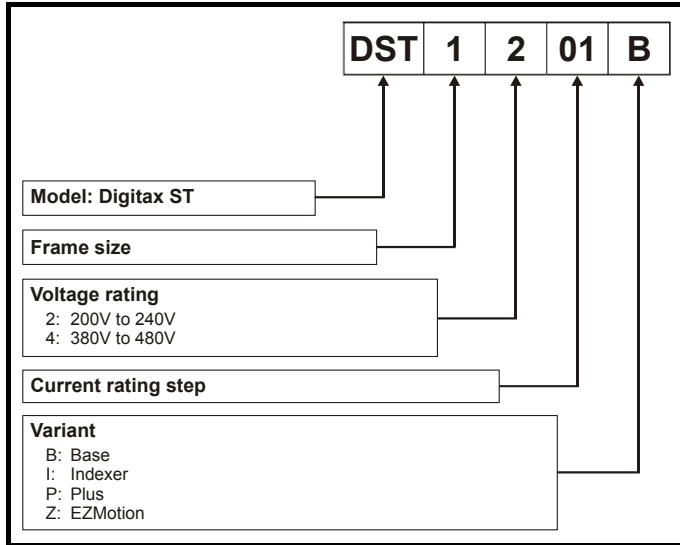 DST 1 2 01 B
Model: Digitax ST
Frame size
Voltage rating
2: 200V to 240V
4: 380V to 480V
Current rating step
Variant
B: Base
I: Indexer
P: Plus
Z: EZMotion